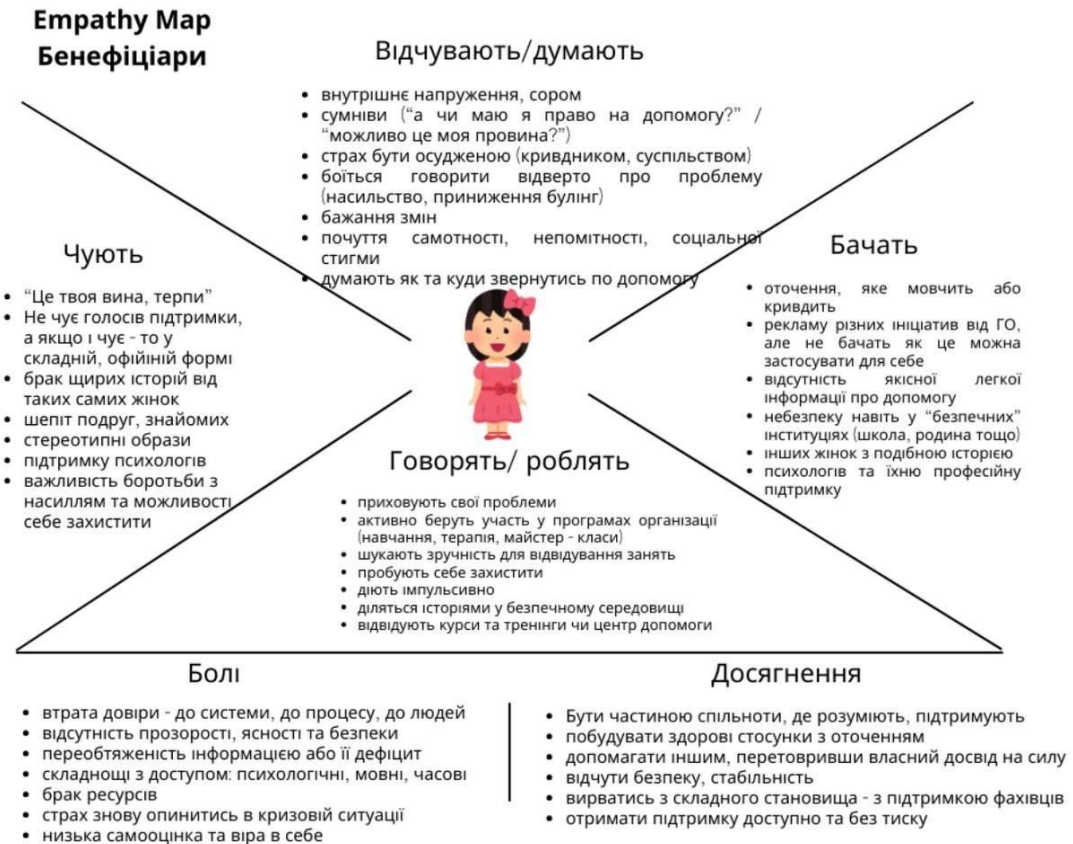 Empathy Map
Бенефіціари
Відчувають/думають
• внутрішнє напруження, сором
• сумніви (“а чи маю я право на допомогу?” /
“можливо це моя провина?”)
• страх бути осудженою (кривдником, суспільством)
• боїться говорити відверто про проблему
(насильство, приниження булінг)
• бажання змін
• почуття самотності, непомітності, соціальної
стигми
• думають як та куди звернутись по допомогу
Чують
• “Це твоя вина, терпи”
• Не чує голосів підтримки,
а якщо і чує - то у
складній, офіційній формі
• брак щирих історій від
таких самих жінок
• шепіт подруг, знайомих
• стереотипні образи
• підтримку психологів
• важливість боротьби з
насиллям та можливості
себе захистити
Бачать
• оточення, яке мовчить або
кривдить
• рекламу різних ініціатив від ГО,
але не бачать як це можна
застосувати для себе
• відсутність якісної легкої
інформації про допомогу
• небезпеку навіть у “безпечних”
інституціях (школа, родина тощо)
• інших жінок з подібною історією
• психологів та їхню професійну
підтримку
Говорять/ роблять
• приховують свої проблеми
• активно беруть участь у програмах організації
(навчання, терапія, майстер - класи)
• шукають зручність для відвідування занять
• пробують себе захистити
• діють імпульсивно
• діляться історіями у безпечному середовищі
• відвідують курси та тренінги чи центр допомоги
Болі
• втрата довіри - до системи, до процесу, до людей
• відсутність прозорості, ясності та безпеки
• переобтяженість інформацією або її дефіцит
• складнощі з доступом: психологічні, мовні, часові
• брак ресурсів
• страх знову опинитись в кризовій ситуації
• низька самооцінка та віра в себе
Досягнення
• Бути частиною спільноти, де розуміють, підтримують
• побудувати здорові стосунки з оточенням
• допомагати іншим, перетовривши власний досвід на силу
• відчути безпеку, стабільність
• вирватись з складного становища - з підтримкою фахівців
• отримати підтримку доступно та без тиску